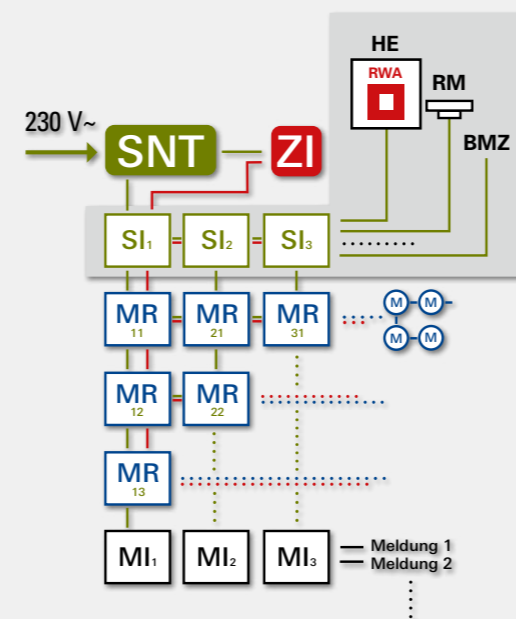 HE
RWA
RM
230 V~
BMZ
SNT ZI
SI1 SI2 SI3
MR 11 MR 21 MR 31
M M
M M
MR 12 MR 22
MR 13
MI1 MI2 MI3
Meldung 1
Meldung 2